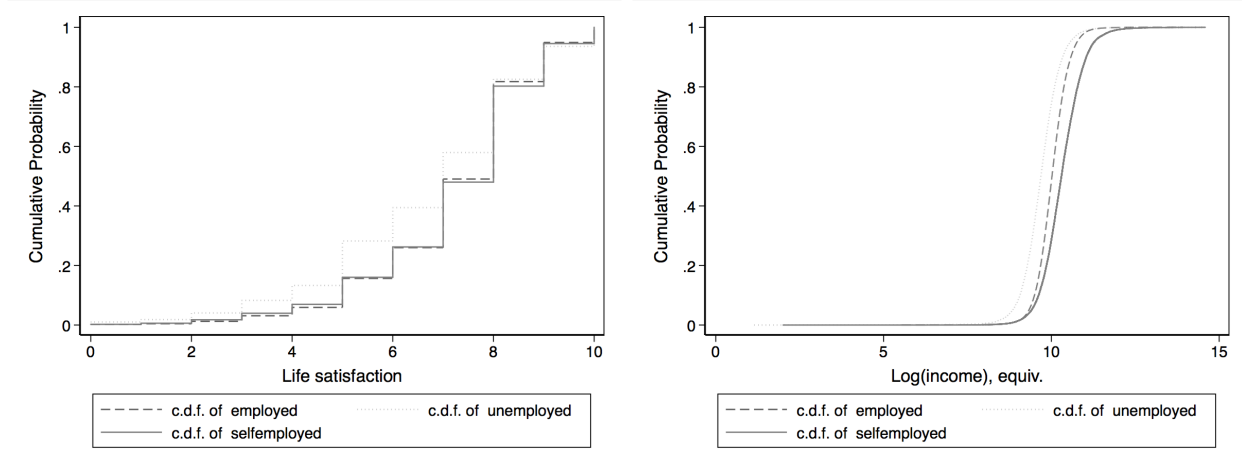 1
.8
.6
.4
.2
0
Cumulative Probability
0 2 4 6 8 10
Life satisfaction
c.d.f. of employed c.d.f. of unemployed
c.d.f. of selfemployed
1
.8
.6
.4
.2
0
Cumulative Probability
0 5 10 15
Log(income), equiv.
c.d.f. of employed c.d.f. of unemployed
c.d.f. of selfemployed